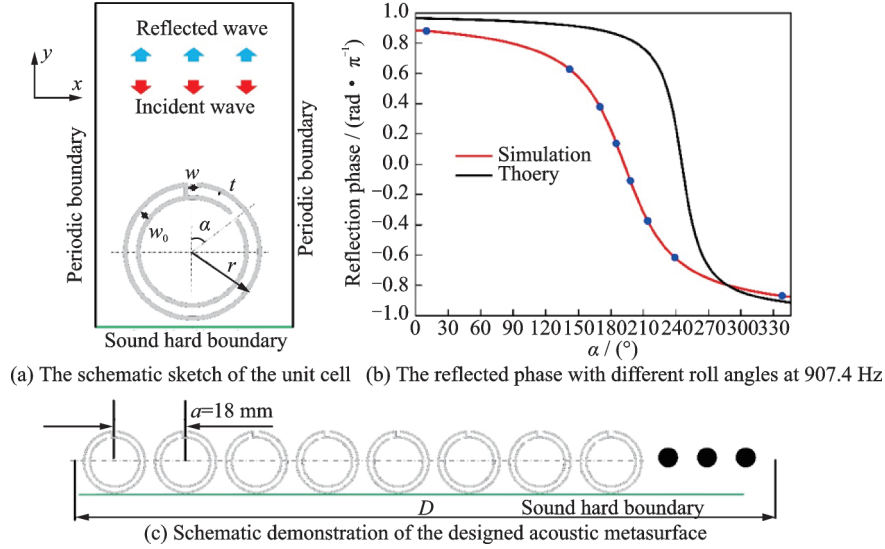 Reflected wave
y
x
Incident wave
Periodic boundary
Periodic boundary
w
t
α
w0
r
Sound hard boundary
(a) The schematic sketch of the unit cell
Reflection phase / (rad · π⁻¹)
1.0
0.8
0.6
0.4
0.2
0.0
−0.2
−0.4
−0.6
−0.8
−1.0
Simulation
Thoery
0 30 60 90 120 150 180 210 240 270 300 330
α / (°)
(b) The reflected phase with different roll angles at 907.4 Hz
a=18 mm
D
Sound hard boundary
(c) Schematic demonstration of the designed acoustic metasurface